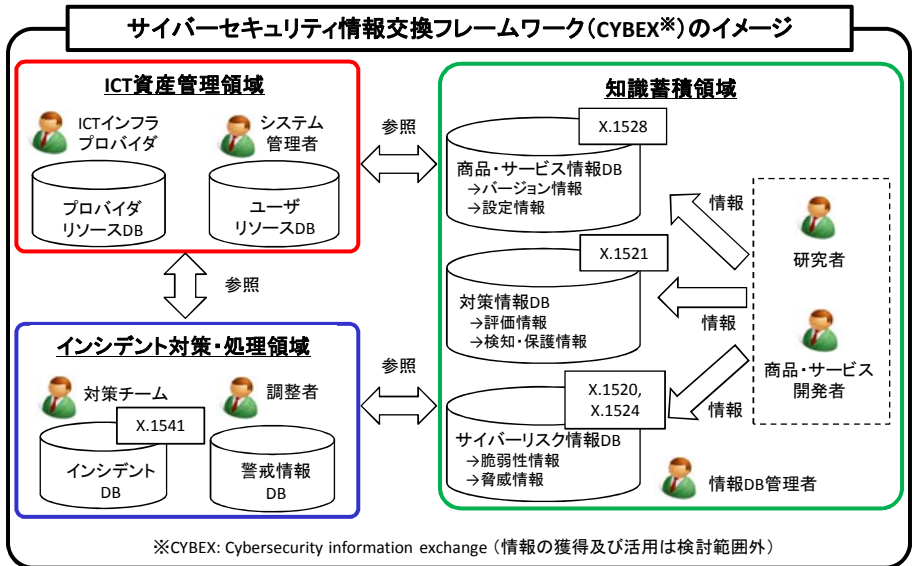 サイバーセキュリティ情報交換フレームワーク(CYBEX※)のイメージ
ICT資産管理領域
ICTインフラ
プロバイダ
システム
管理者
プロバイダ
リソースDB
ユーザ
リソースDB
参照
参照
インシデント対策・処理領域
対策チーム
調整者
X.1541
インシデント
DB
警戒情報
DB
参照
知識蓄積領域
X.1528
商品・サービス情報DB
→バージョン情報
→設定情報
X.1521
対策情報DB
→評価情報
→検知・保護情報
X.1520,
X.1524
サイバーリスク情報DB
→脆弱性情報
→脅威情報
情報
情報
情報
研究者
商品・サービス
開発者
情報DB管理者
※CYBEX: Cybersecurity information exchange (情報の獲得及び活用は検討範囲外)